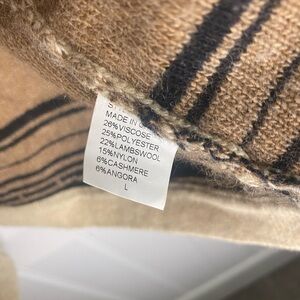 MADE IN
26%VISCOSE
25%POLYESTER
22%LAMBSWOOL
15%NYLON
6%CASHMERE
6%ANGORA
L